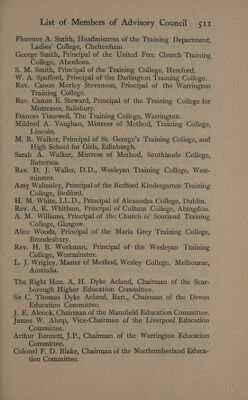 List of Members of Advisory Council 511
Florence A. Smith, Headmistress of the Training Department,
Ladies' College, Cheltenham.
George Smith, Principal of the United Free Church Training
College, Aberdeen.
S. M. Smith, Principal of the Training College, Hereford.
W. A. Spafford, Principal of the Darlington Training College.
Rev. Canon Morley Stevenson, Principal of the Warrington
Training College.
Rev. Canon E. Steward, Principal of the Training College for
Mistresses, Salisbury.
Frances Timewell, The Training College, Warrington.
Mildred A. Vaughan, Mistress of Method, Training College,
Lincoln.
M. R. Walker, Principal of St. George's Training College, and
High School for Girls, Edinburgh.
Sarah A. Walker, Mistress of Method, Southlands College,
Battersea.
Rev. D. J. Waller, D.D., Wesleyan Training College, West-
minster.
Amy Walmsley, Principal of the Bedford Kindergarten Training
College, Bedford.
H. M. White, LL.D., Principal of Alexandra College, Dublin.
Rev. A. R. Whitham, Principal of Culham College, Abingdon.
A. M. Williams, Principal of the Church of Scotland Training
College, Glasgow.
Alice Woods, Principal of the Maria Grey Training College,
Brondesbury.
Rev. H. B. Workman, Principal of the Wesleyan Training
College, Westminster.
L. J. Wrigley, Master of Method, Wesley College, Melbourne,
Australia.
The Right Hon. A. H. Dyke Acland, Chairman of the Scar-
borough Higher Education Committee.
Sir C. Thomas Dyke Acland, Bart., Chairman of the Devon
Education Committee.
J. E. Alcock, Chairman of the Mansfield Education Committee.
James W. Alsop, Vice-Chairman of the Liverpool Education
Committee.
Arthur Bennett, J.P., Chairman of the Warrington Education
Committee.
Colonel F. D. Blake, Chairman of the Northumberland Educa-
tion Committee.